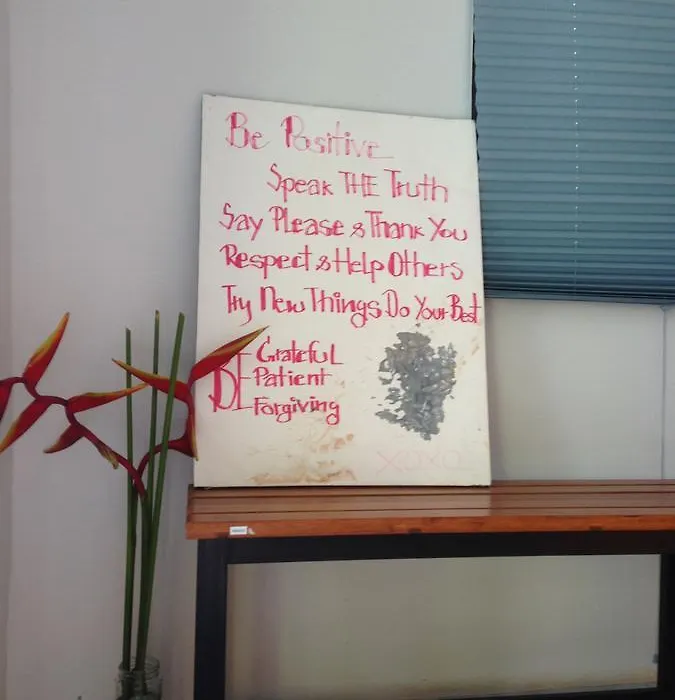 Be Positive
Speak THE Truth
Say Please & Thank You
Respect & Help Others
Try New Things Do Your Best
BE Grateful
Patient
Forgiving
XOXO